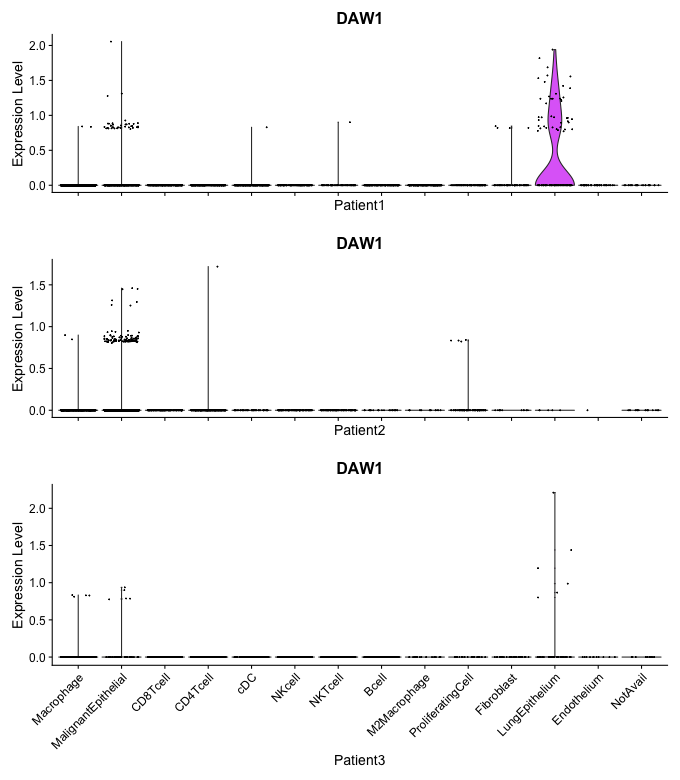 DAW1
Expression Level
2.0
1.5
1.0
0.5
0.0
Patient1
DAW1
Expression Level
1.5
1.0
0.5
0.0
Patient2
DAW1
Expression Level
2.0
1.5
1.0
0.5
0.0
Macrophage
MalignantEpithelial
CD8Tcell
CD4Tcell
cDC
NKcell
NKTcell
Bcell
M2Macrophage
ProliferatingCell
Fibroblast
LungEpithelium
Endothelium
NotAvail
Patient3